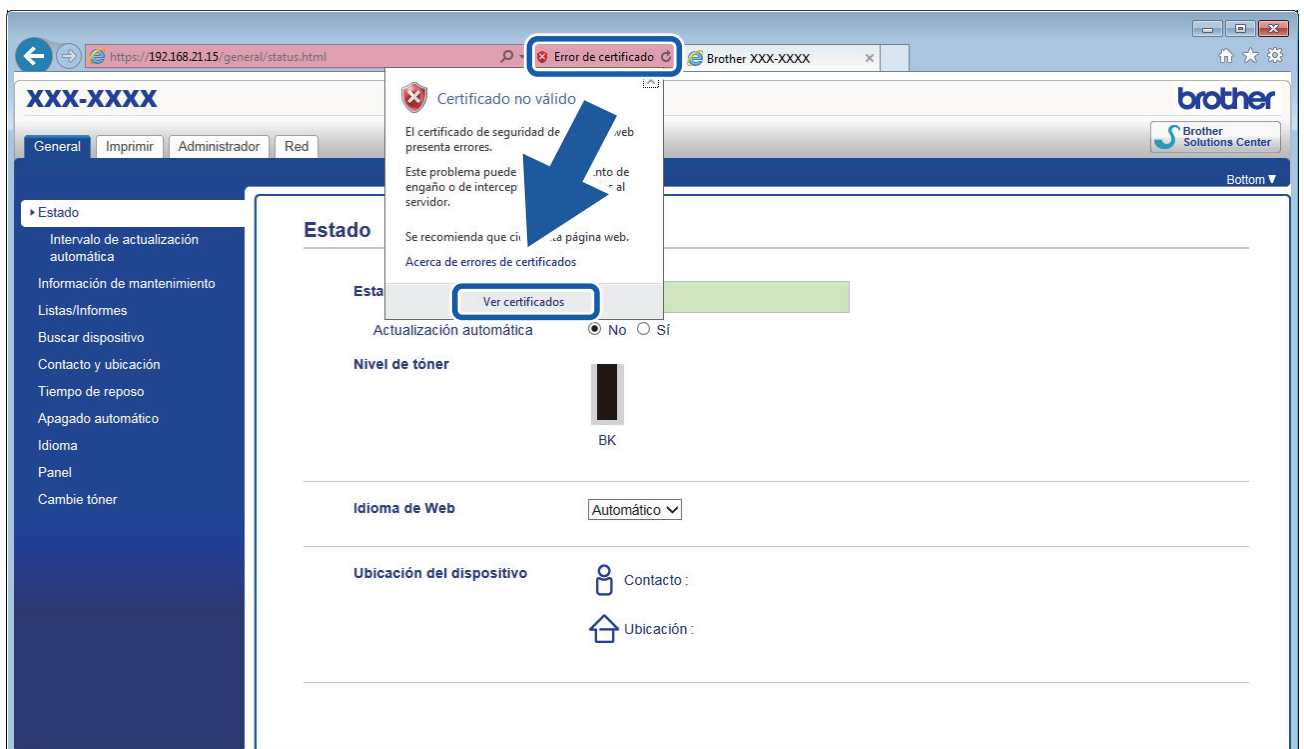 https://192.168.21.15/general/status.html
Error de certificado
Brother XXX-XXXX
XXX-XXXX
brother
General
Imprimir
Administrador
Red
Brother
Solutions Center
Bottom▼
Certificado no válido
El certificado de seguridad de web
presenta errores.
Este problema puede nto de
engaño o de intercep al
servidor.
Se recomienda que página web.
Acerca de errores de certificados
Ver certificados
Estado
Intervalo de actualización
automática
Información de mantenimiento
Listas/Informes
Buscar dispositivo
Contacto y ubicación
Tiempo de reposo
Apagado automático
Idioma
Panel
Cambie tóner
Estado
Esta
Actualización automática
No
Sí
Nivel de tóner
BK
Idioma de Web
Automático
Ubicación del dispositivo
Contacto :
Ubicación :